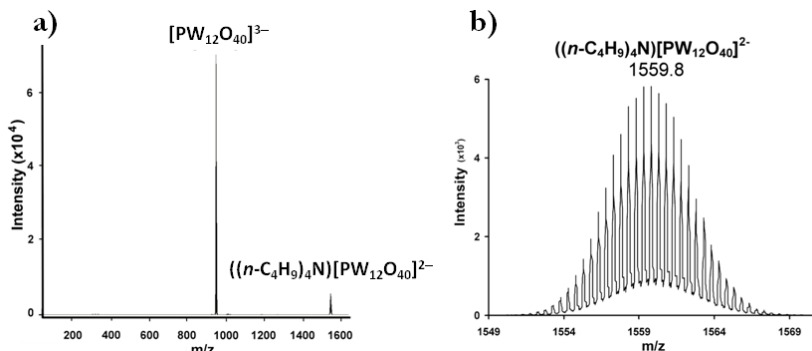 a)
[PW₁₂O₄₀]³⁻
Intensity (x10⁴)
6
4
2
0
((n-C₄H₉)₄N)[PW₁₂O₄₀]²⁻
200 400 600 800 1000 1200 1400 1600
m/z
b)
((n-C₄H₉)₄N)[PW₁₂O₄₀]²⁻
1559.8
Intensity (x10³)
6
4
2
0
1549 1554 1559 1564 1569
m/z